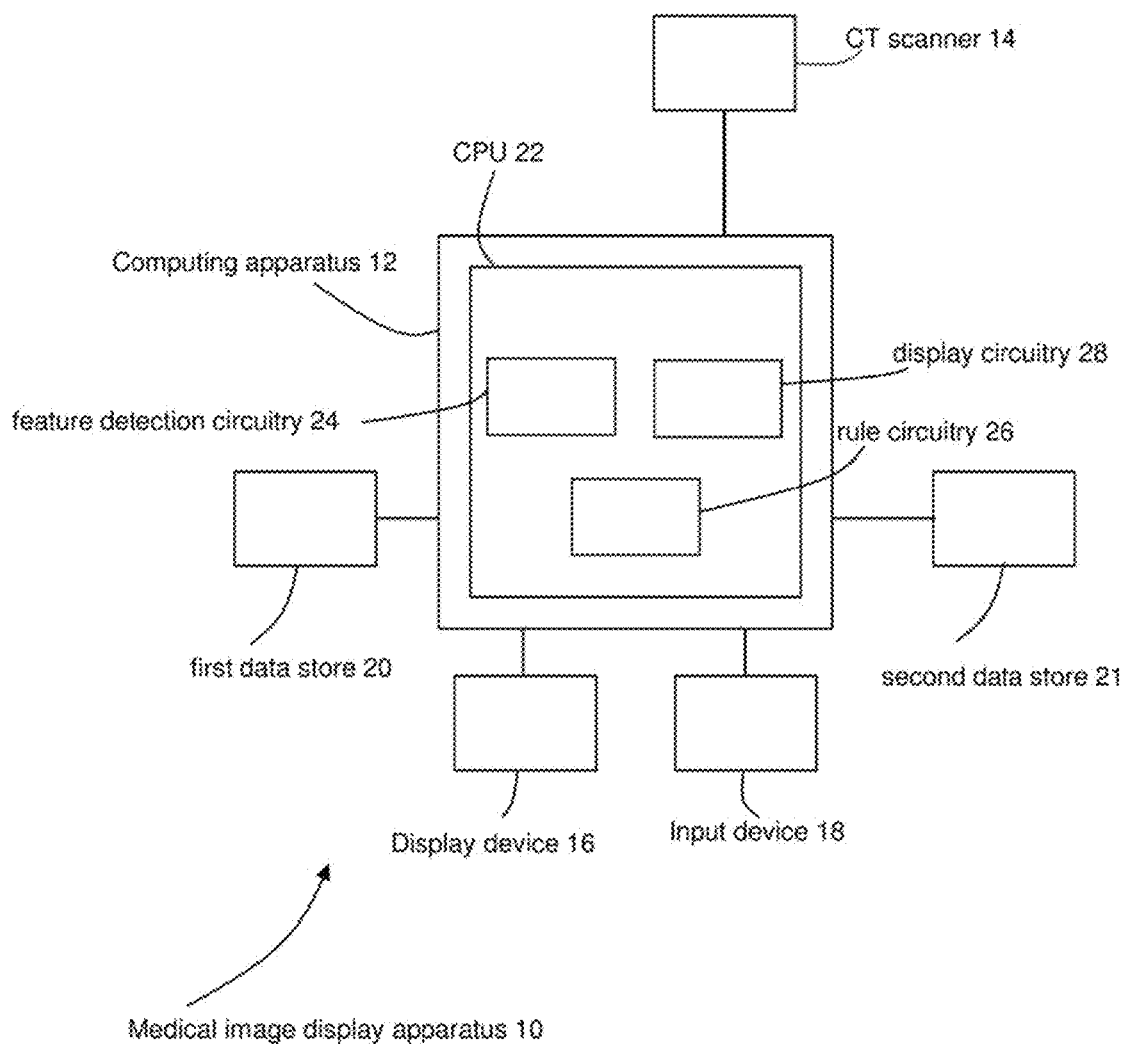 CT scanner 14
CPU 22
Computing apparatus 12
display circuitry 28
feature detection circuitry 24
rule circuitry 26
first data store 20
second data store 21
Display device 16
Input device 18
Medical image display apparatus 10